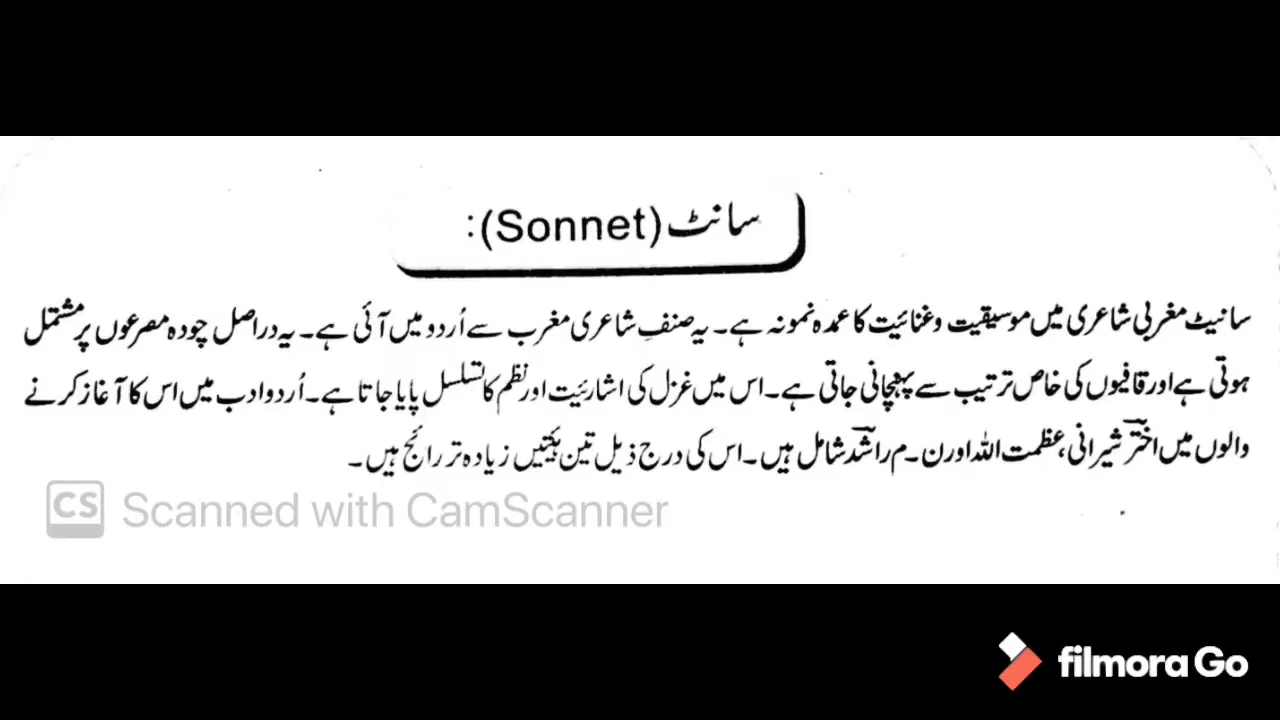 سانٹ (Sonnet):
سانیٹ مغربی شاعری میں موسیقیت و غنائیت کا عمدہ نمونہ ہے۔ یہ صنفِ شاعری مغرب سے اُردو میں آئی ہے۔ یہ دراصل چودہ مصرعوں پر مشتمل
ہوتی ہے اور قافیوں کی خاص ترتیب سے پہچانی جاتی ہے۔ اس میں غزل کی اشاریّت اور نظم کا تسلسل پایا جاتا ہے۔ اُردو ادب میں اس کا آغاز کرنے
والوں میں اخترؔ شیرانی، عظمت اللہ اور ن۔م راشدؔ شامل ہیں۔ اس کی درج ذیل تین ہیئتیں زیادہ تر رائج ہیں۔
CS Scanned with CamScanner
filmora Go